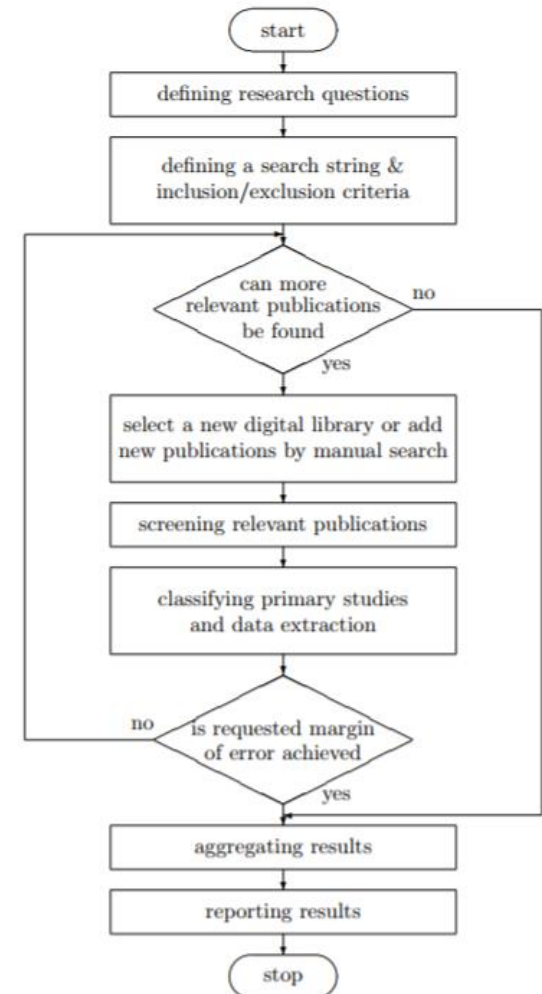 start
defining research questions
defining a search string &
inclusion/exclusion criteria
can more
relevant publications
be found
no
yes
select a new digital library or add
new publications by manual search
screening relevant publications
classifying primary studies
and data extraction
no
is requested margin
of error achieved
yes
aggregating results
reporting results
stop